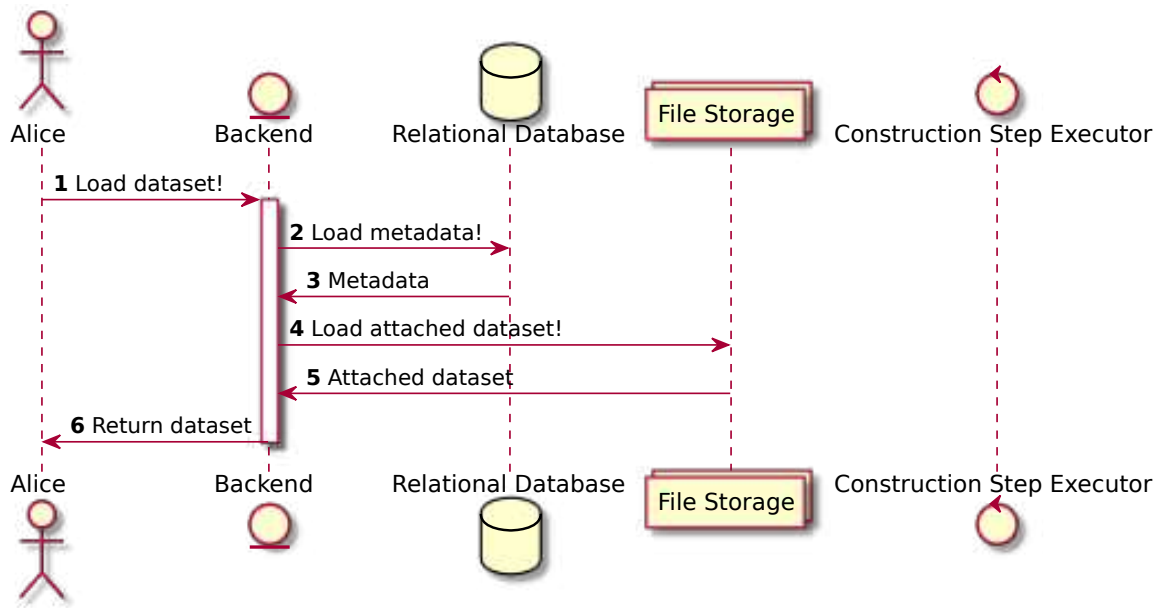 Alice
Backend
Relational Database
File Storage
Construction Step Executor
1 Load dataset!
2 Load metadata!
3 Metadata
4 Load attached dataset!
5 Attached dataset
6 Return dataset
Alice
Backend
Relational Database
File Storage
Construction Step Executor